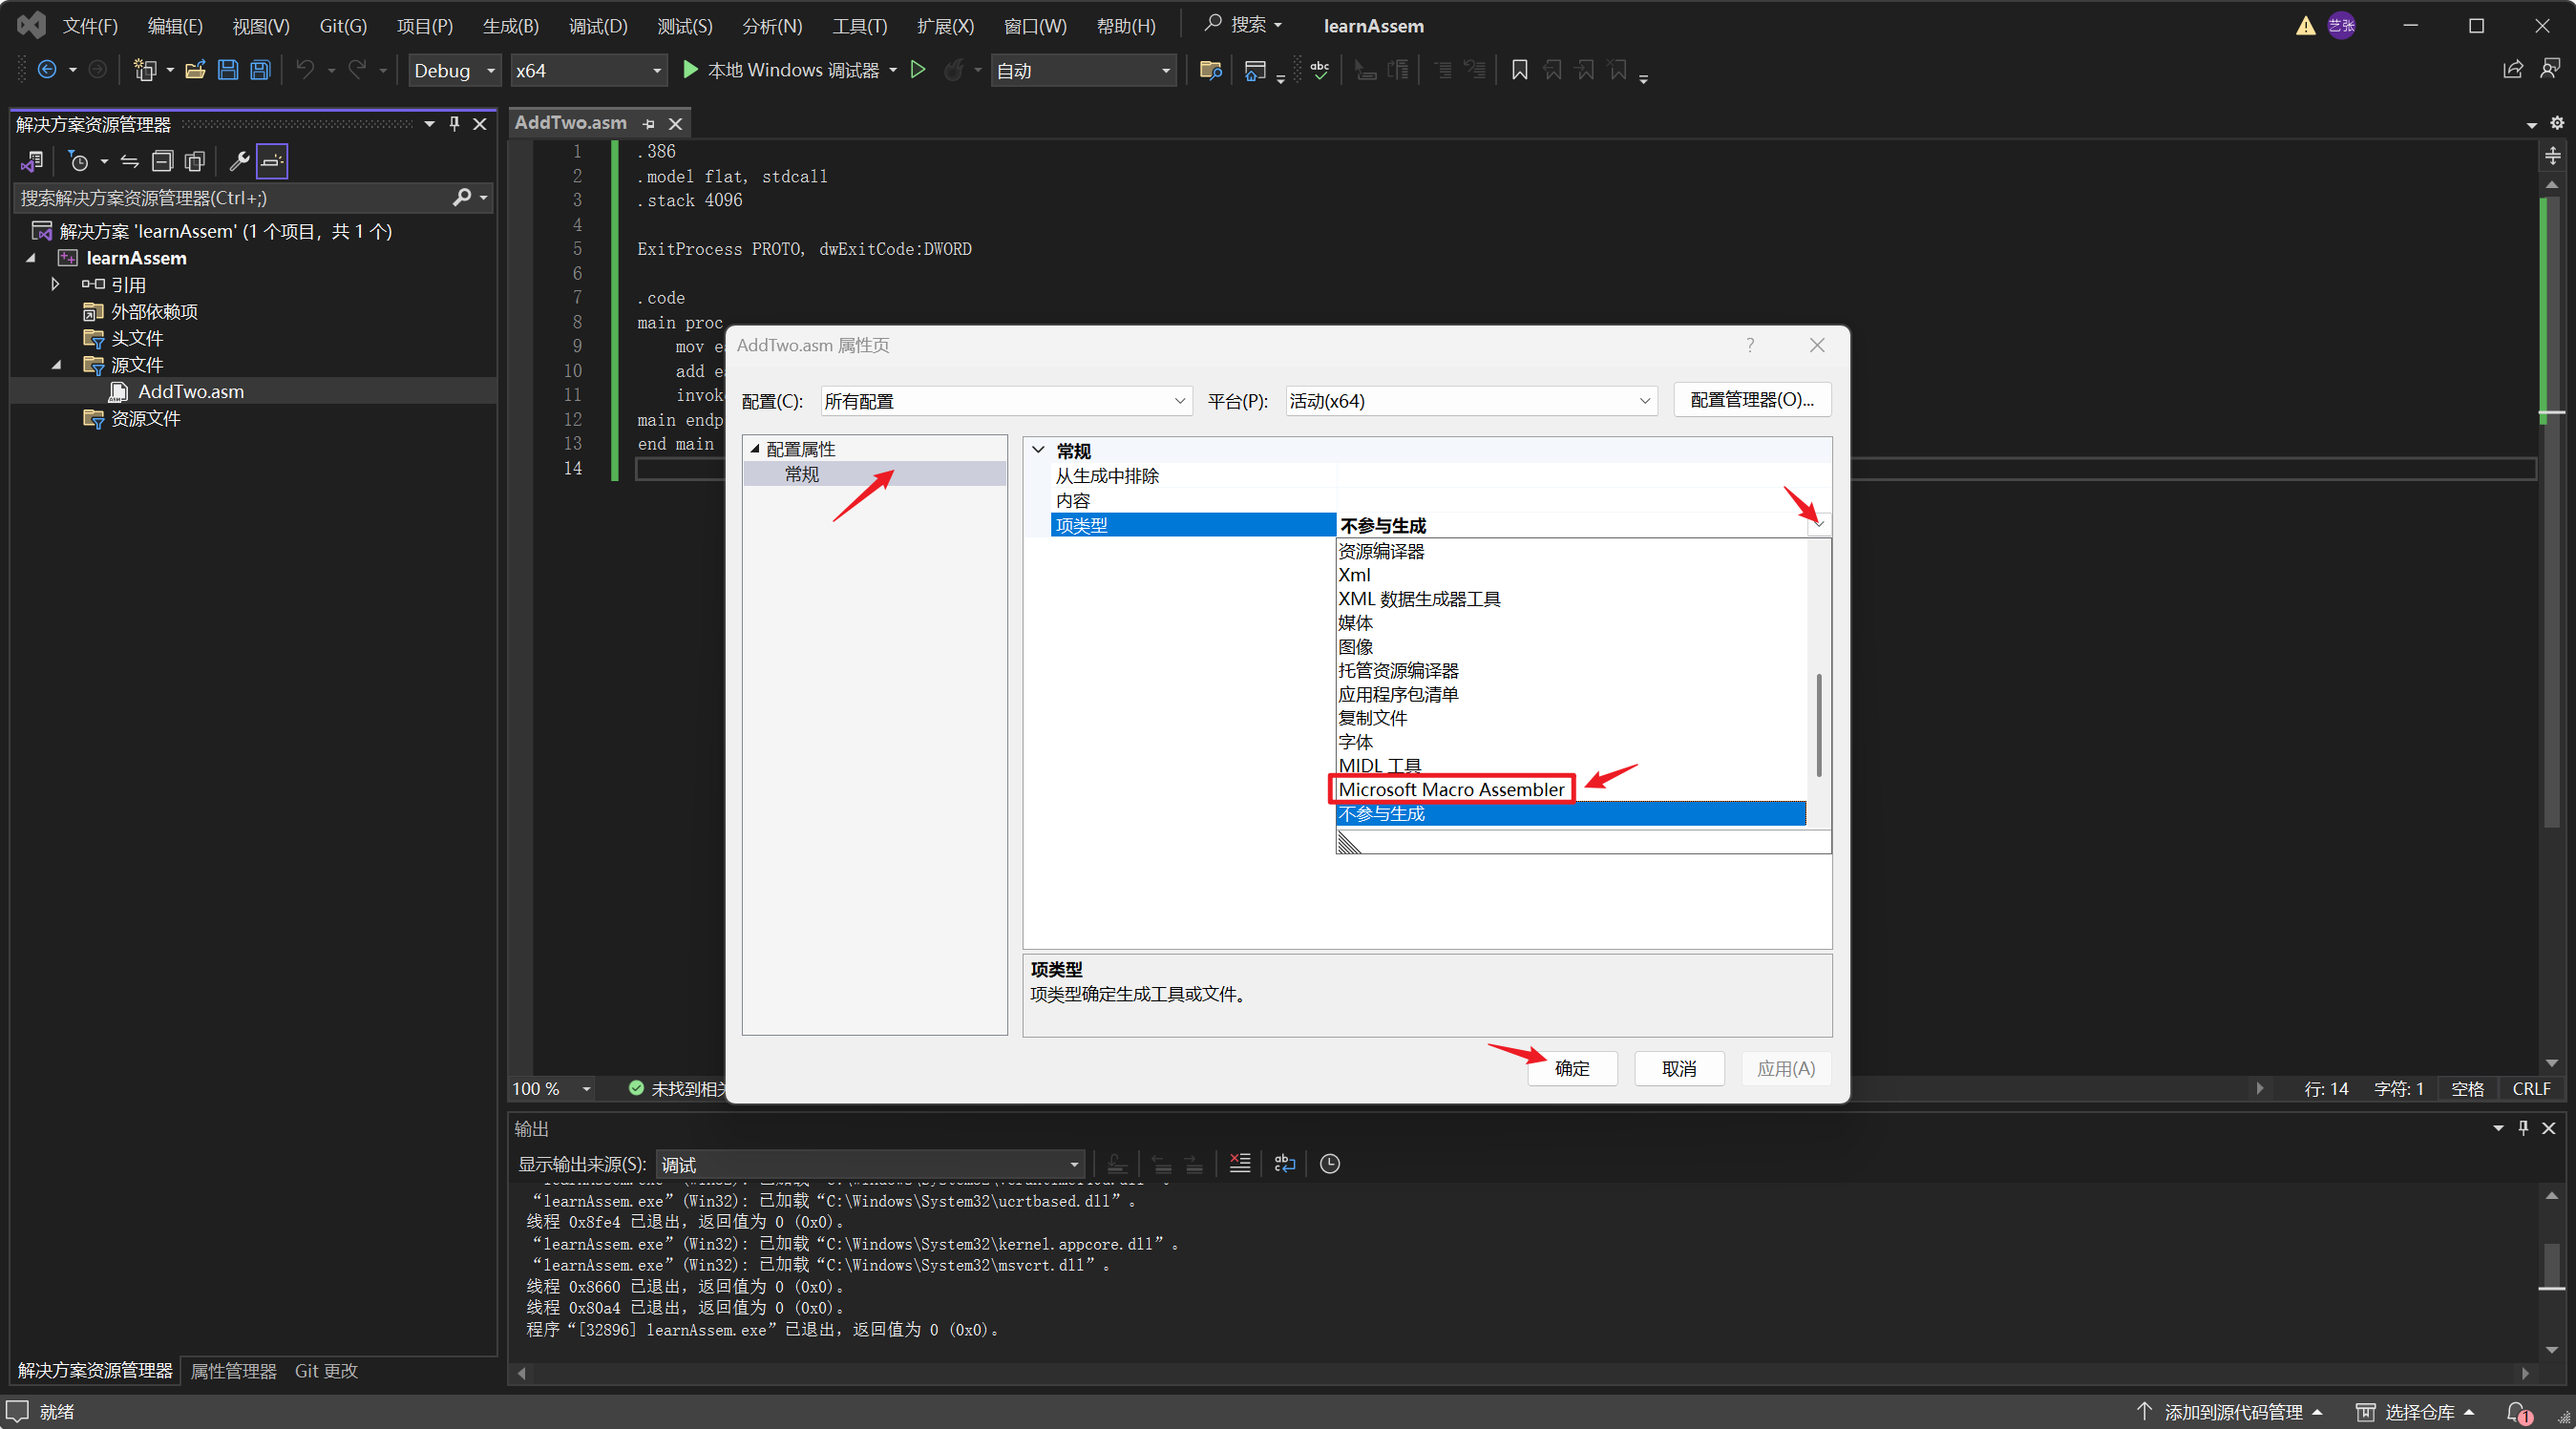 文件(F) 编辑(E) 视图(V) Git(G) 项目(P) 生成(B) 调试(D) 测试(S) 分析(N) 工具(T) 扩展(X) 窗口(W) 帮助(H) 搜索 learnAssem 艺张
Debug x64 本地 Windows 调试器 自动
解决方案资源管理器
搜索解决方案资源管理器(Ctrl+;)
解决方案 'learnAssem' (1 个项目，共 1 个)
learnAssem
引用
外部依赖项
头文件
源文件
AddTwo.asm
资源文件
AddTwo.asm
1 .386
2 .model flat, stdcall
3 .stack 4096
4
5 ExitProcess PROTO, dwExitCode:DWORD
6
7 .code
8 main proc
9 mov
10 add
11
12 main endp
13 end main
14
AddTwo.asm 属性页
配置(C): 所有配置 平台(P): 活动(x64) 配置管理器(O)...
配置属性
常规
常规
从生成中排除
内容
项类型 不参与生成
资源编译器
Xml
XML 数据生成器工具
媒体
图像
托管资源编译器
应用程序包清单
复制文件
字体
MIDL 工具
Microsoft Macro Assembler
不参与生成
项类型
项类型确定生成工具或文件。
确定 取消 应用(A)
100 % 未找到相关 行: 14 字符: 1 空格 CRLF
输出
显示输出来源(S): 调试
“learnAssem.exe”(Win32): 已加载“C:\Windows\System32\ucrtbased.dll”。
线程 0x8fe4 已退出，返回值为 0 (0x0)。
“learnAssem.exe”(Win32): 已加载“C:\Windows\System32\kernel.appcore.dll”。
“learnAssem.exe”(Win32): 已加载“C:\Windows\System32\msvcrt.dll”。
线程 0x8660 已退出，返回值为 0 (0x0)。
线程 0x80a4 已退出，返回值为 0 (0x0)。
程序“[32896] learnAssem.exe”已退出，返回值为 0 (0x0)。
解决方案资源管理器 属性管理器 Git 更改
就绪 添加到源代码管理 选择仓库 1